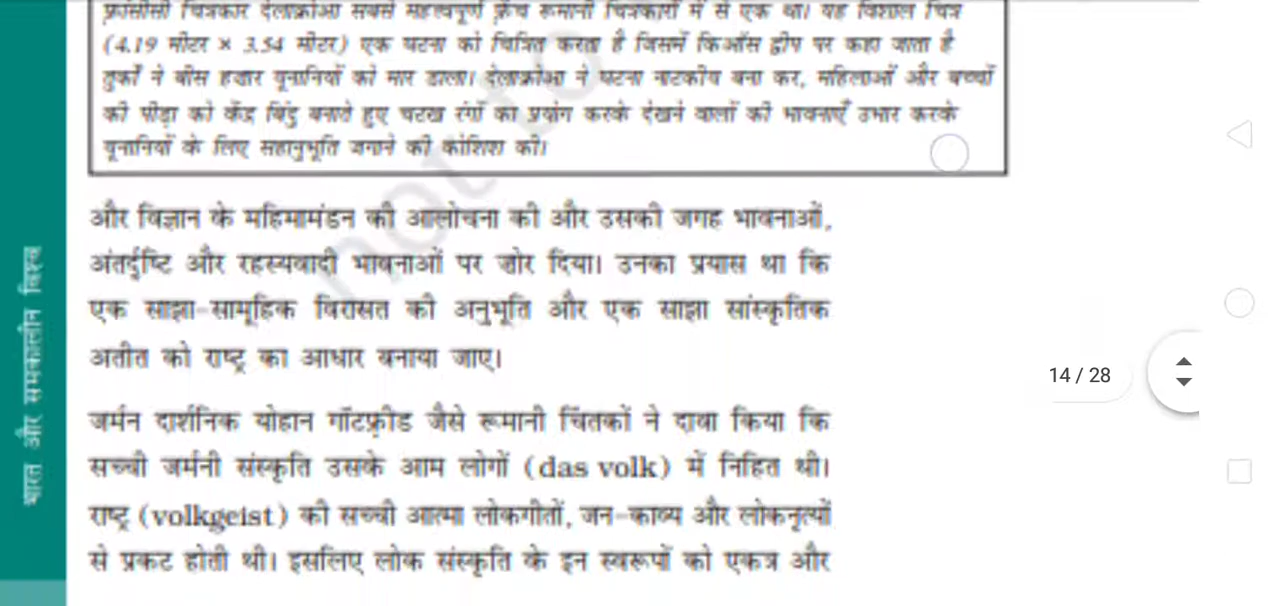 फ़्रांसीसी चित्रकार देलाक्रोआ सबसे महत्त्वपूर्ण फ़्रेंच रूमानी चित्रकारों में से एक था। यह विशाल चित्र
(4.19 मीटर × 3.54 मीटर) एक घटना को चित्रित करता है जिसमें किऑस द्वीप पर कहा जाता है
तुर्कों ने बीस हज़ार यूनानियों को मार डाला। देलाक्रोआ ने घटना नाटकीय बना कर, महिलाओं और बच्चों
की पीड़ा को केंद्र बिंदु बनाते हुए चटख रंगों का प्रयोग करके देखने वालों की भावनाएँ उभार करके
यूनानियों के लिए सहानुभूति जगाने की कोशिश की।
और विज्ञान के महिमामंडन की आलोचना की और उसकी जगह भावनाओं,
अंतर्दृष्टि और रहस्यवादी भावनाओं पर ज़ोर दिया। उनका प्रयास था कि
एक साझा-सामूहिक विरासत की अनुभूति और एक साझा सांस्कृतिक
अतीत को राष्ट्र का आधार बनाया जाए।
जर्मन दार्शनिक योहान गॉटफ़्रीड जैसे रूमानी चिंतकों ने दावा किया कि
सच्ची जर्मनी संस्कृति उसके आम लोगों (das volk) में निहित थी।
राष्ट्र (volkgeist) की सच्ची आत्मा लोकगीतों, जन-काव्य और लोकनृत्यों
से प्रकट होती थी। इसलिए लोक संस्कृति के इन स्वरूपों को एकत्र और
भारत और समकालीन विश्व
14 / 28
not to